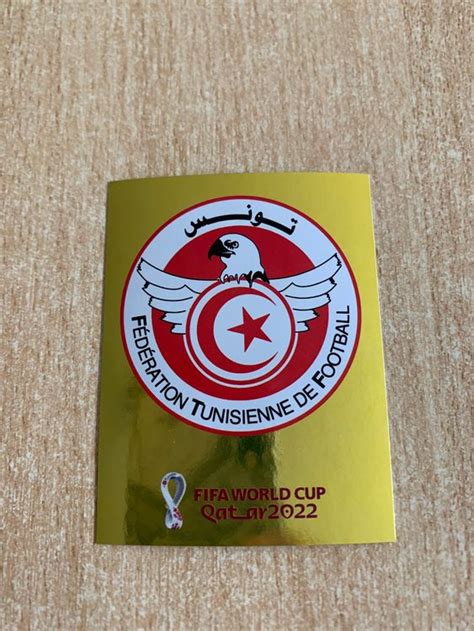 تونس
FÉDÉRATION TUNISIENNE DE FOOTBALL
FIFA WORLD CUP
Qatar2022